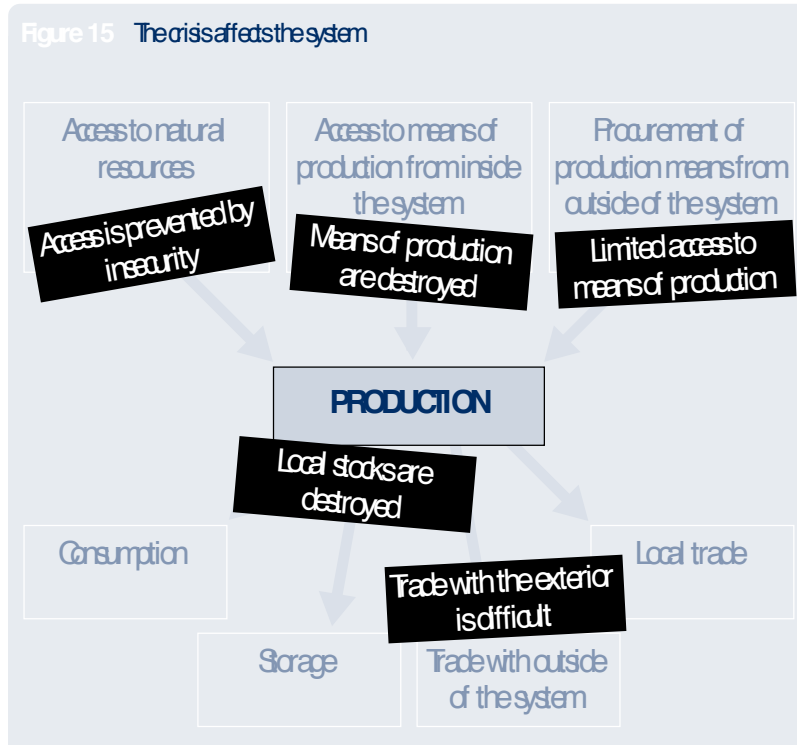 Figure 15 The crisis affects the system
Access to natural
resources
Access to means of
production from inside
the system
Procurement of
production means from
outside of the system
Access is prevented by
insecurity
Means of production
are destroyed
Limited access to
means of production
PRODUCTION
Local stocks are
destroyed
Consumption
Local trade
Trade with the exterior
is difficult
Storage
Trade with outside
of the system